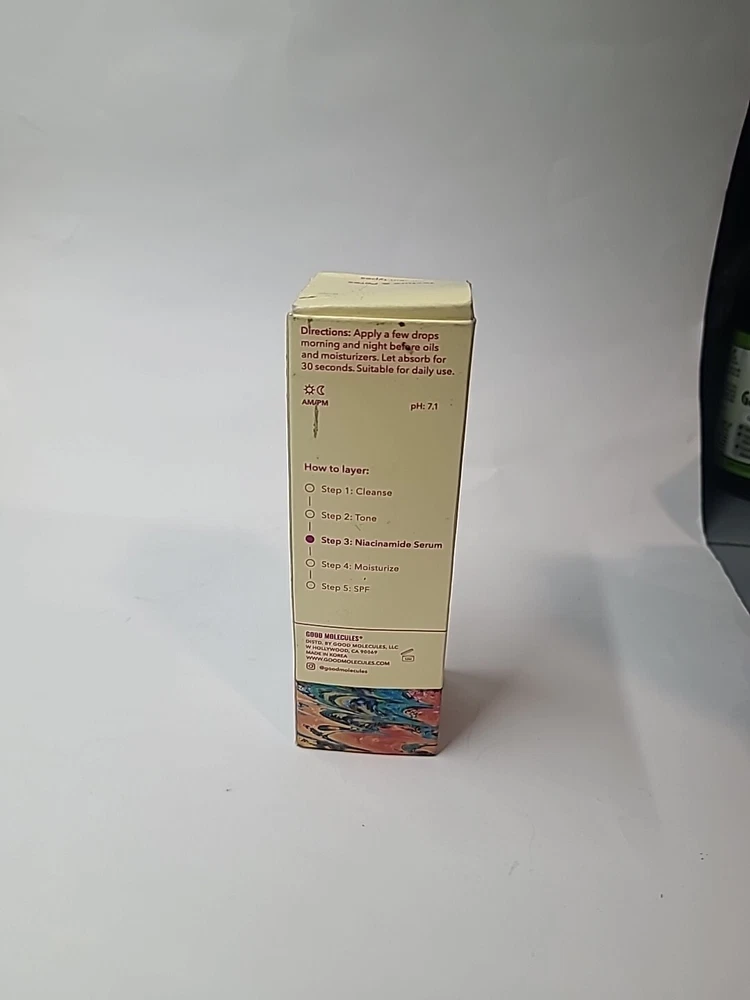 Directions: Apply a few drops
morning and night before oils
and moisturizers. Let absorb for
30 seconds. Suitable for daily use.
AM/PM
pH: 7.1
How to layer:
Step 1: Cleanse
Step 2: Tone
Step 3: Niacinamide Serum
Step 4: Moisturize
Step 5: SPF
GOOD MOLECULES®
DISTD. BY GOOD MOLECULES, LLC
W HOLLYWOOD, CA 90069
MADE IN KOREA
WWW.GOODMOLECULES.COM
@goodmolecules